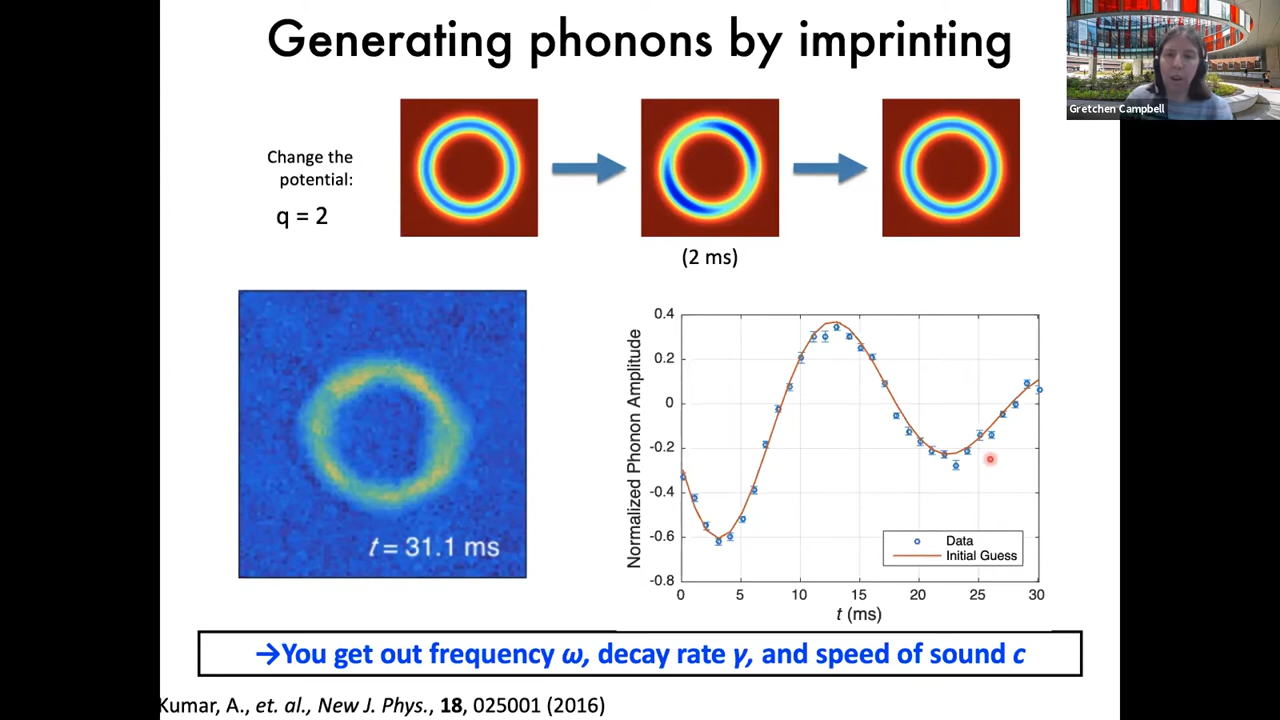 Generating phonons by imprinting
Gretchen Campbell
Change the
potential:
q = 2
(2 ms)
t = 31.1 ms
Normalized Phonon Amplitude
0.4
0.2
0
-0.2
-0.4
-0.6
-0.8
0 5 10 15 20 25 30
t (ms)
Data
Initial Guess
→You get out frequency ω, decay rate γ, and speed of sound c
Kumar, A., et. al., New J. Phys., 18, 025001 (2016)